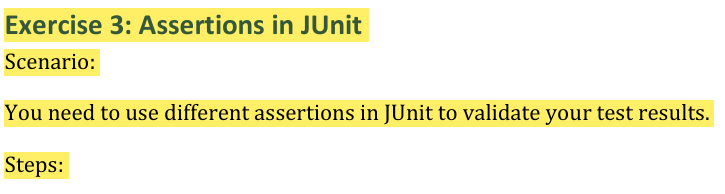 Exercise 3: Assertions in JUnit
Scenario:
You need to use different assertions in JUnit to validate your test results.
Steps: